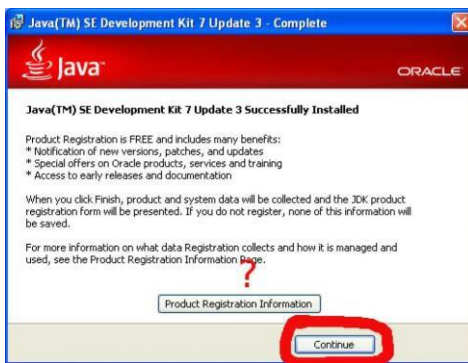 Java(TM) SE Development Kit 7 Update 3 - Complete
Java™
ORACLE
Java(TM) SE Development Kit 7 Update 3 Successfully Installed
Product Registration is FREE and includes many benefits:
* Notification of new versions, patches, and updates
* Special offers on Oracle products, services and training
* Access to early releases and documentation
When you click Finish, product and system data will be collected and the JDK product
registration form will be presented. If you do not register, none of this information will
be saved.
For more information on what data Registration collects and how it is managed and
used, see the Product Registration Information Page.
?
Product Registration Information
Continue